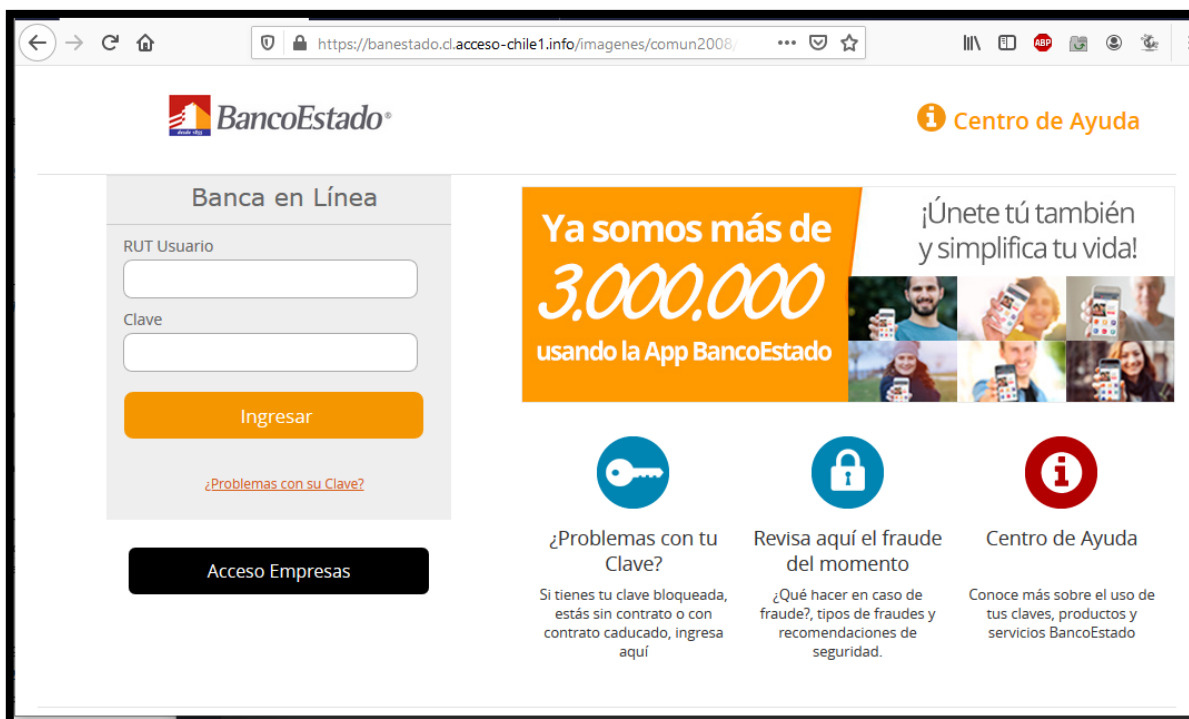 https://banestado.cl.acceso-chile1.info/imagenes/comun2008/
ABP
desde 1855
BancoEstado®
Centro de Ayuda
Banca en Línea
RUT Usuario
Clave
Ingresar
¿Problemas con su Clave?
Acceso Empresas
Ya somos más de
3.000.000
usando la App BancoEstado
¡Únete tú también
y simplifica tu vida!
¿Problemas con tu
Clave?
Si tienes tu clave bloqueada,
estás sin contrato o con
contrato caducado, ingresa
aquí
Revisa aquí el fraude
del momento
¿Qué hacer en caso de
fraude?, tipos de fraudes y
recomendaciones de
seguridad.
Centro de Ayuda
Conoce más sobre el uso de
tus claves, productos y
servicios BancoEstado